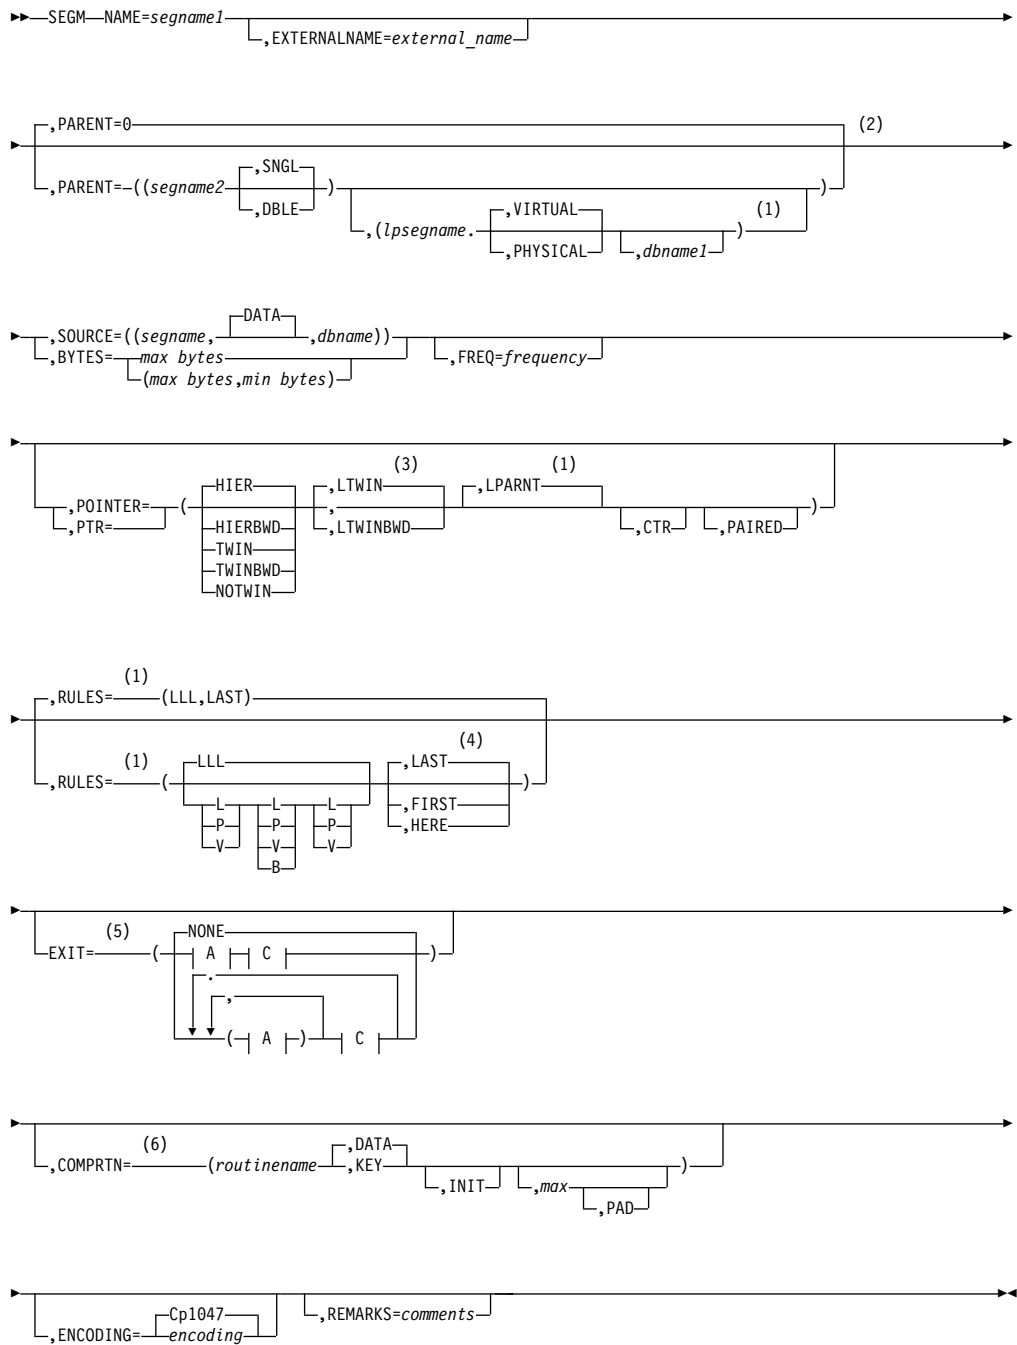 SEGM NAME=segname1
,EXTERNALNAME=external_name
,PARENT=0 (2)
,PARENT= ((segname2 ,SNGL )
,DBLE
,(lpsegname. ,VIRTUAL ) (1) )
,PHYSICAL ,dbname1
,SOURCE=((segname, DATA ,dbname))
,BYTES= max bytes
(max bytes,min bytes)
,FREQ=frequency
(3) (1)
,POINTER= ( HIER ,LTWIN ,LPARNT )
,PTR= HIERBWD , ,CTR ,PAIRED
TWIN ,LTWINBWD
TWINBWD
NOTWIN
(1)
,RULES= (LLL,LAST)
(1) (4)
,RULES= ( LLL ,LAST )
L L L ,FIRST
P P P ,HERE
V V V
B
(5) NONE
EXIT= ( A C )
.
,
( A ) C
(6) ,DATA
,COMPRTN= (routinename ,KEY )
,INIT ,max
,PAD
Cp1047
,ENCODING= encoding
,REMARKS=comments